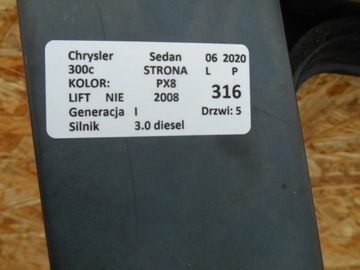 Chrysler Sedan 06 2020
300c STRONA L P
KOLOR: PX8 316
LIFT NIE 2008
Generacja I Drzwi: 5
Silnik 3.0 diesel